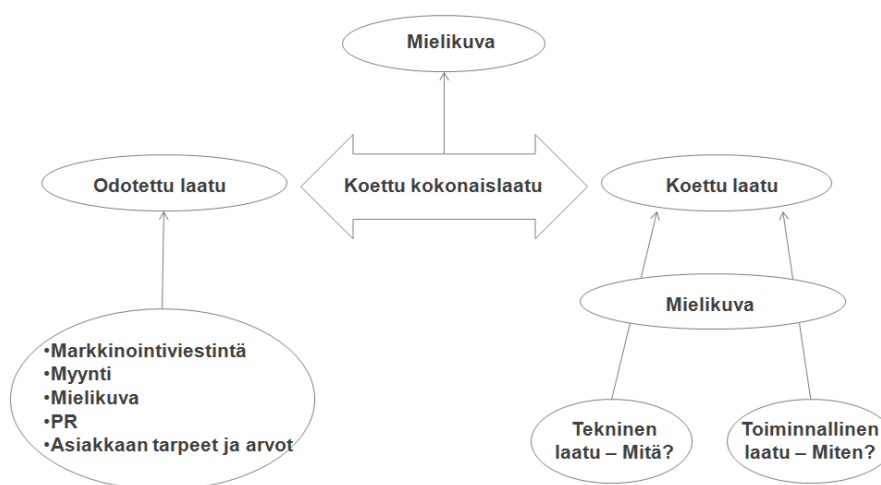 Mielikuva
Odotettu laatu
Koettu kokonaislaatu
Koettu laatu
Mielikuva
•Markkinointiviestintä
•Myynti
•Mielikuva
•PR
•Asiakkaan tarpeet ja arvot
Tekninen
laatu – Mitä?
Toiminnallinen
laatu – Miten?